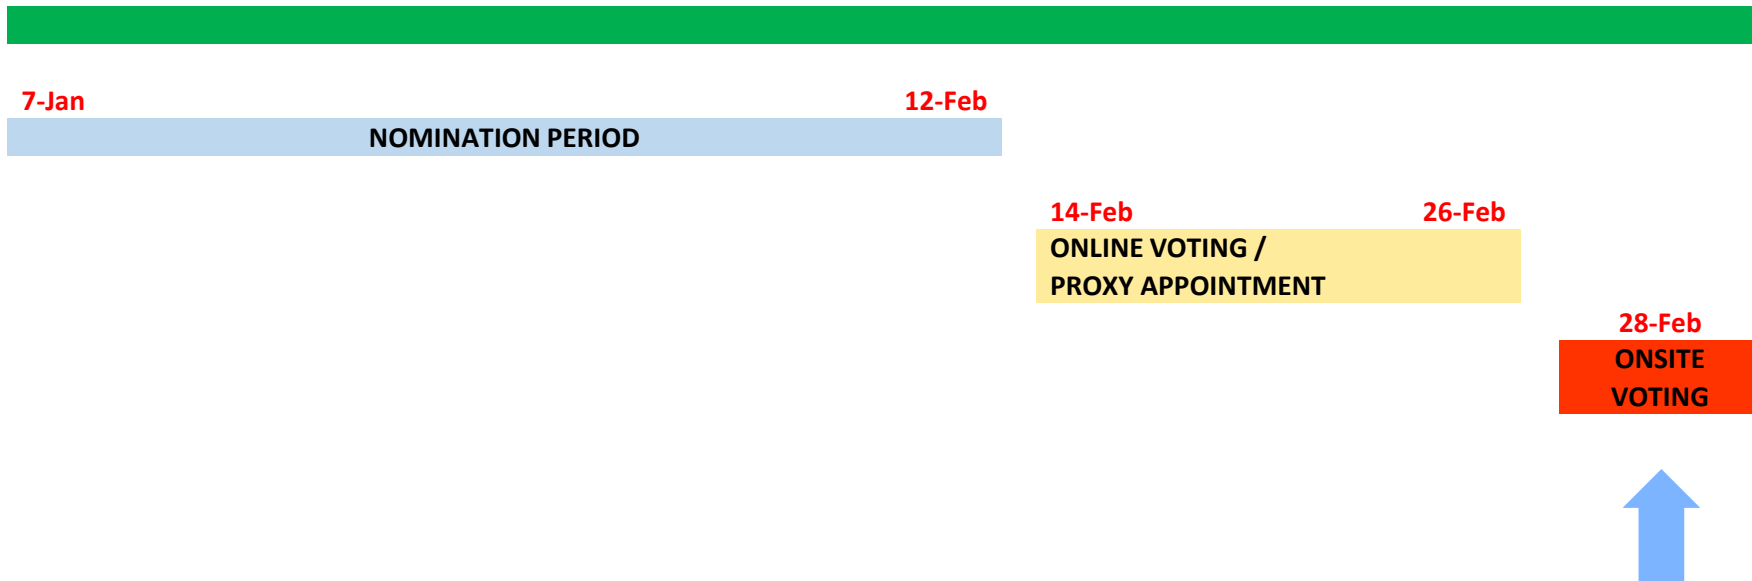 7-Jan 12-Feb
NOMINATION PERIOD
14-Feb 26-Feb
ONLINE VOTING /
PROXY APPOINTMENT
28-Feb
ONSITE
VOTING